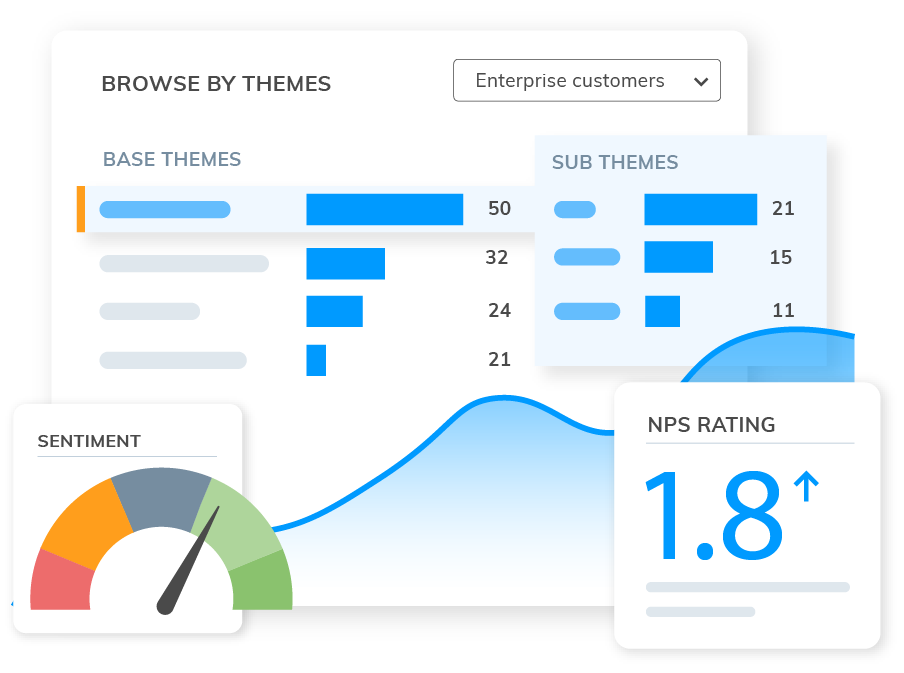 BROWSE BY THEMES
Enterprise customers
BASE THEMES
50
32
24
21
SUB THEMES
21
15
11
SENTIMENT
NPS RATING
1.8↑